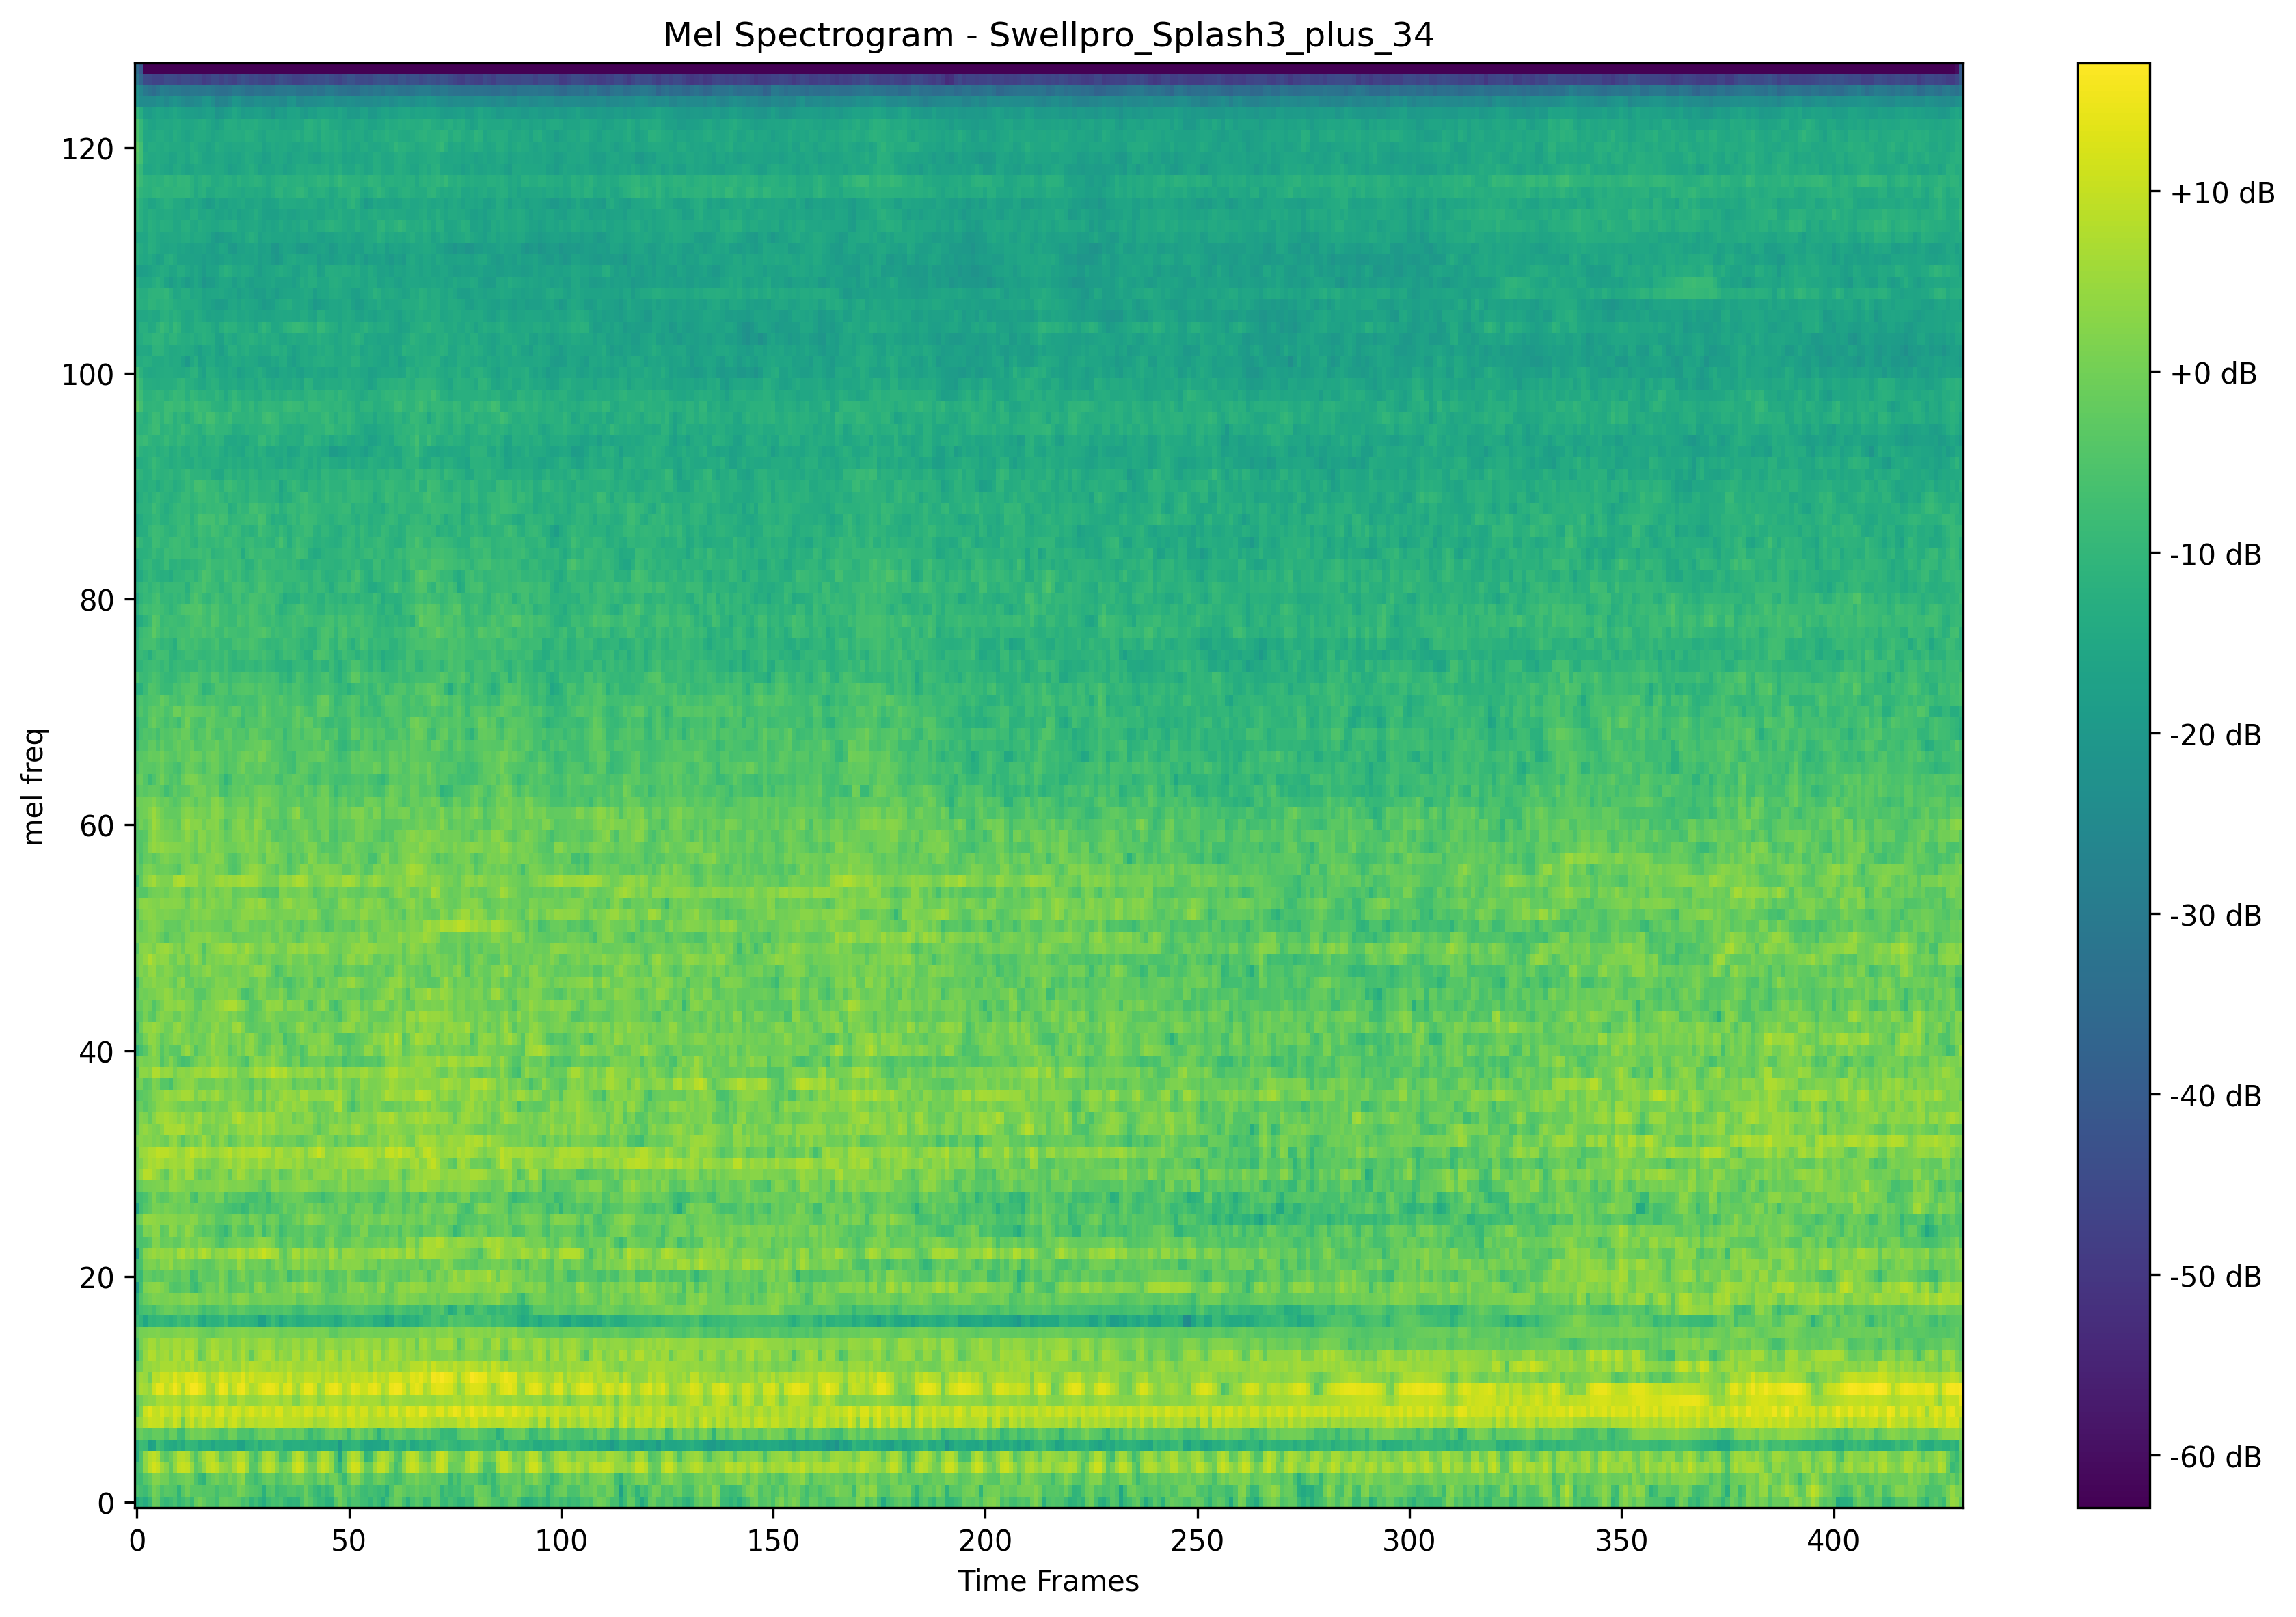 Mel Spectrogram - Swellpro_Splash3_plus_34
mel freq
120
100
80
60
40
20
0
0 50 100 150 200 250 300 350 400
Time Frames
+10 dB
+0 dB
-10 dB
-20 dB
-30 dB
-40 dB
-50 dB
-60 dB